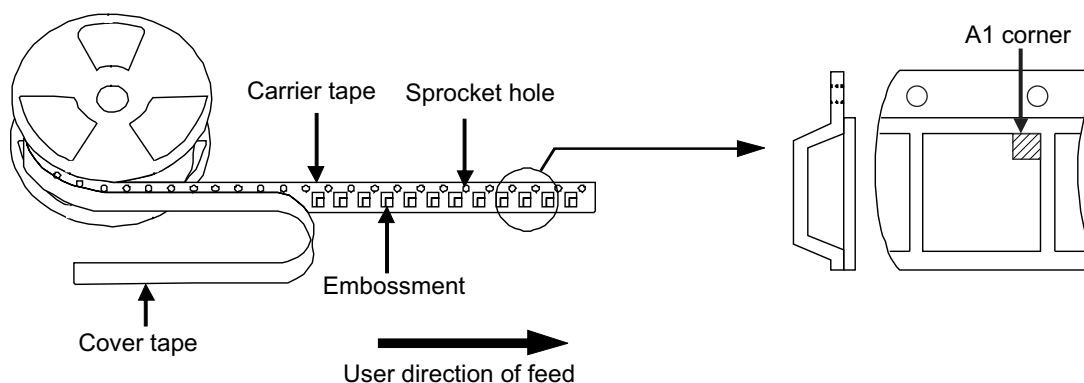 A1 corner
Carrier tape
Sprocket hole
Embossment
Cover tape
User direction of feed